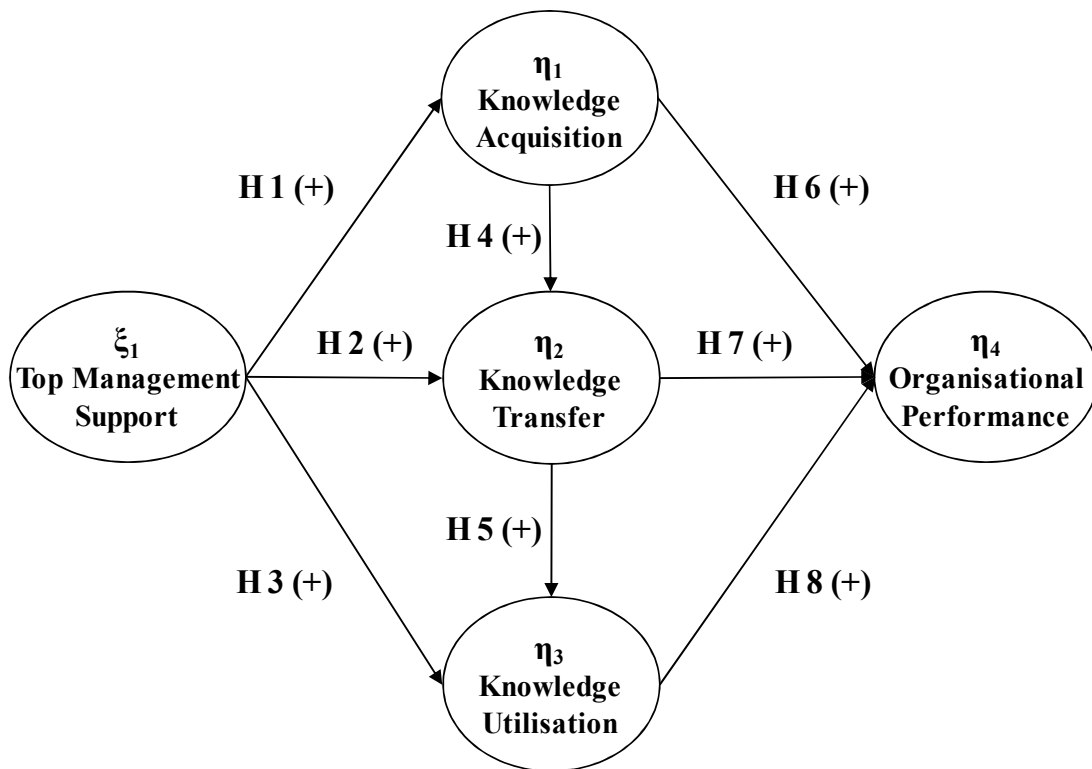 η1
Knowledge
Acquisition
H 1 (+)
H 6 (+)
H 4 (+)
ξ1
Top Management
Support
H 2 (+)
η2
Knowledge
Transfer
H 7 (+)
η4
Organisational
Performance
H 5 (+)
H 3 (+)
H 8 (+)
η3
Knowledge
Utilisation